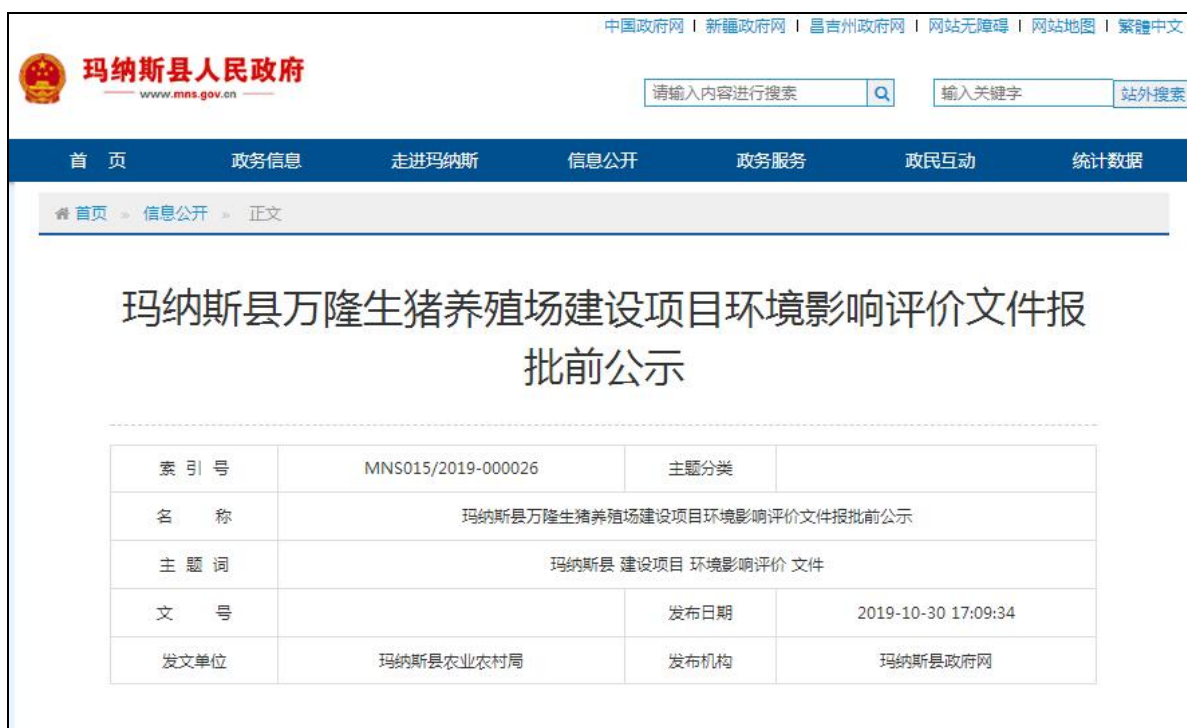 中国政府网 | 新疆政府网 | 昌吉州政府网 | 网站无障碍 | 网站地图 | 繁體中文
玛纳斯县人民政府
www.mns.gov.cn
请输入内容进行搜索 输入关键字 站外搜索
首 页 政务信息 走进玛纳斯 信息公开 政务服务 政民互动 统计数据
首页 » 信息公开 » 正文
玛纳斯县万隆生猪养殖场建设项目环境影响评价文件报
批前公示
索 引 号 MNS015/2019-000026 主题分类
名 称 玛纳斯县万隆生猪养殖场建设项目环境影响评价文件报批前公示
主 题 词 玛纳斯县 建设项目 环境影响评价 文件
文 号 发布日期 2019-10-30 17:09:34
发文单位 玛纳斯县农业农村局 发布机构 玛纳斯县政府网